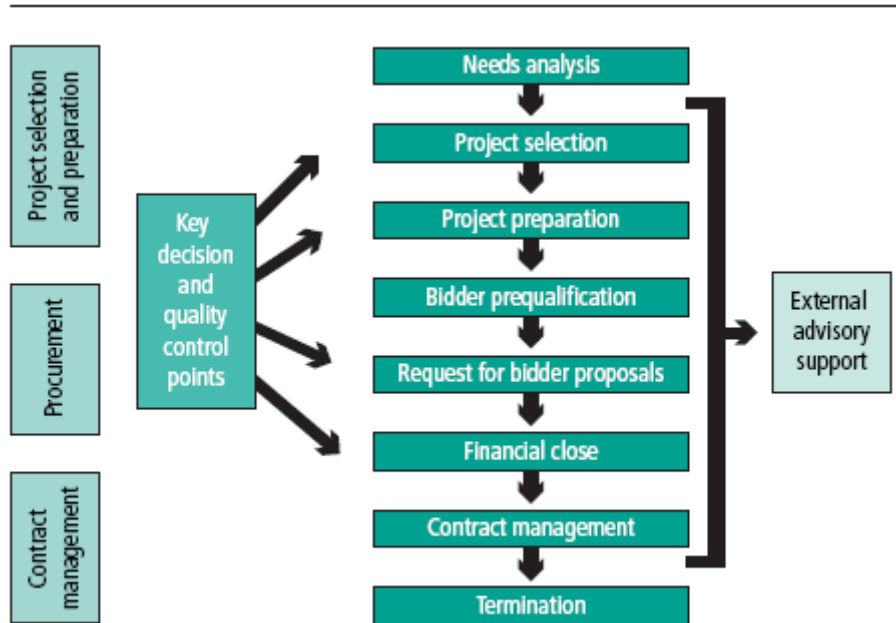 Project selection
and preparation
Procurement
Contract
management
Key
decision
and
quality
control
points
Needs analysis
Project selection
Project preparation
Bidder prequalification
Request for bidder proposals
Financial close
Contract management
Termination
External
advisory
support